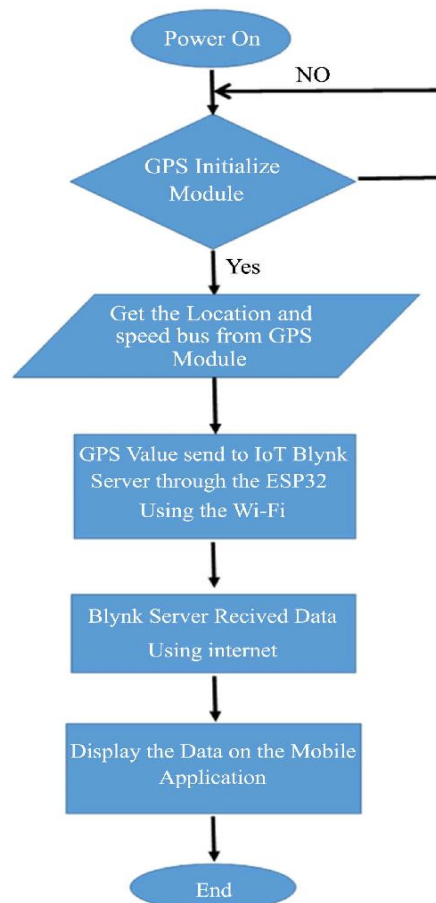 Power On
NO
GPS Initialize
Module
Yes
Get the Location and
speed bus from GPS
Module
GPS Value send to IoT Blynk
Server through the ESP32
Using the Wi-Fi
Blynk Server Recived Data
Using internet
Display the Data on the Mobile
Application
End